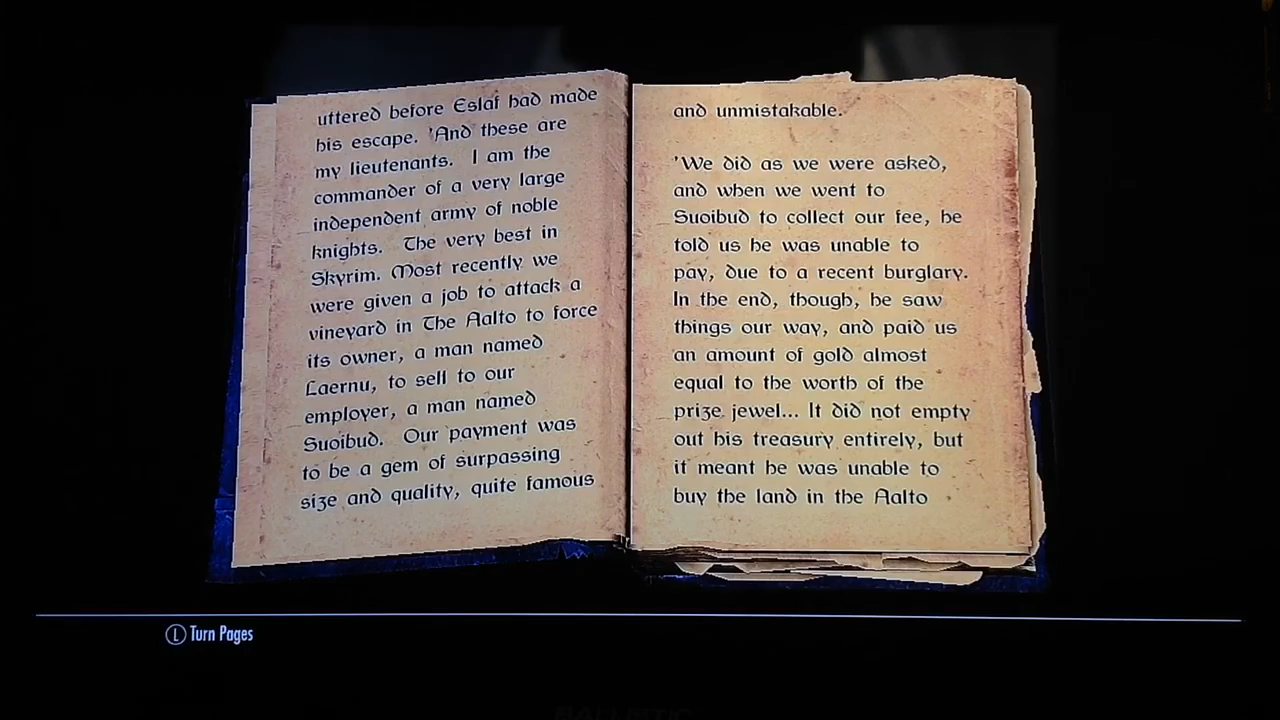 uttered before Eslaf had made
his escape. 'And these are
my lieutenants. I am the
commander of a very large
independent army of noble
knights. The very best in
Skyrim. Most recently we
were given a job to attack a
vineyard in The Aalto to force
its owner, a man named
Laernu, to sell to our
employer, a man named
Suoibud. Our payment was
to be a gem of surpassing
size and quality, quite famous
and unmistakable.
'We did as we were asked,
and when we went to
Suoibud to collect our fee, he
told us he was unable to
pay, due to a recent burglary.
In the end, though, he saw
things our way, and paid us
an amount of gold almost
equal to the worth of the
prize jewel... It did not empty
out his treasury entirely, but
it meant he was unable to
buy the land in the Aalto
L Turn Pages